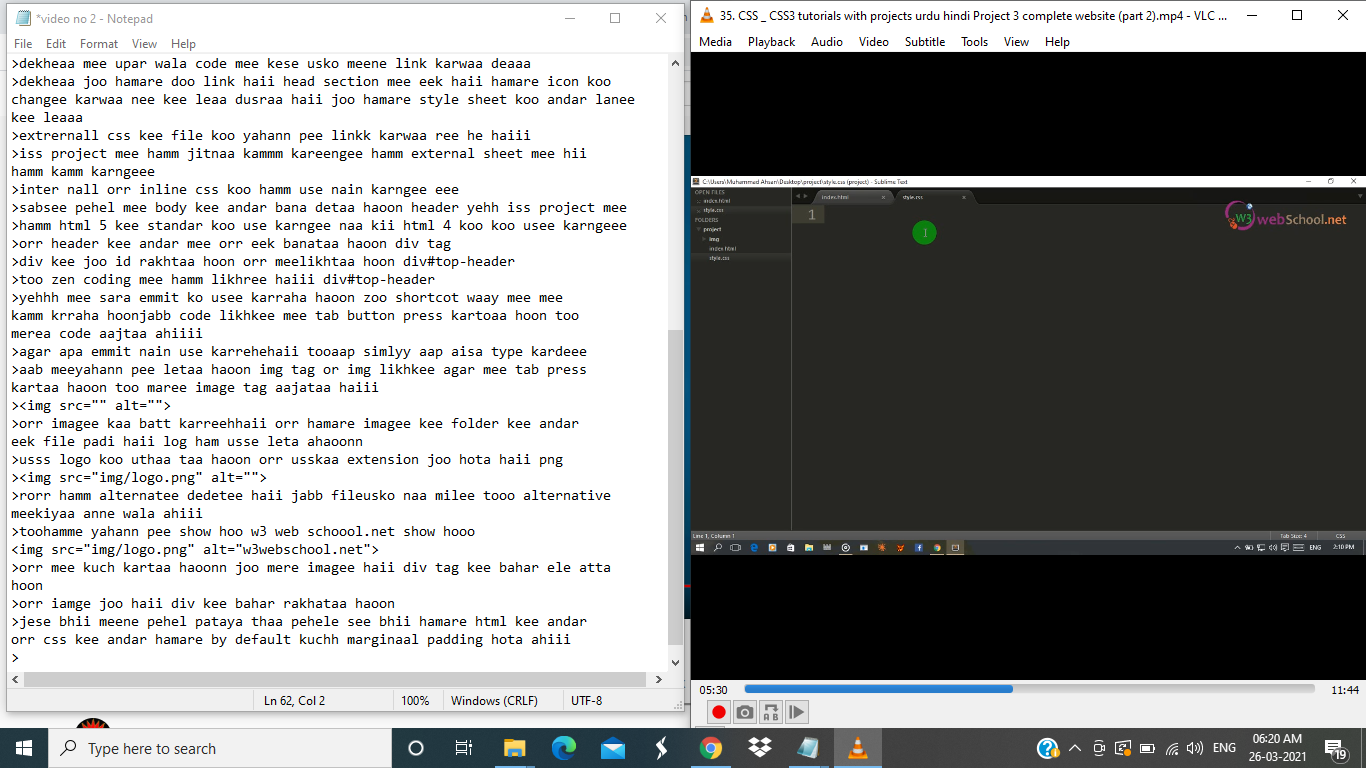 *video no 2 - Notepad
File Edit Format View Help
>dekheaa mee upar wala code mee kese usko meene link karwaa deaaa
>dekheaa joo hamare doo link haii head section mee eek haii hamare icon koo
changee karwaa nee kee leaa dusraa haii joo hamare style sheet koo andar lanee
kee leaaa
>extrernall css kee file koo yahann pee linkk karwaa ree he haiii
>iss project mee hamm jitnaa kammm kareengee hamm external sheet mee hii
hamm kamm karngeee
>inter nall orr inline css koo hamm use nain karngee eee
>sabsee pehel mee body kee andar bana detaa haoon header yehh iss project mee
>hamm html 5 kee standar koo use karngee naa kii html 4 koo koo usee karngeee
>orr header kee andar mee orr eek banataa haoon div tag
>div kee joo id rakhtaa hoon orr meelikhtaa hoon div#top-header
>too zen coding mee hamm likhree haiii div#top-header
>yehhh mee sara emmit ko usee karraha haoon zoo shortcot waay mee mee
kamm krraha hoonjabb code likhkee mee tab button press kartoaa hoon too
merea code aajtaa ahiiii
>agar apa emmit nain use karrehehaii tooaap simlyy aap aisa type kardeee
>aab meeyahann pee letaa haoon img tag or img likhkee agar mee tab press
kartaa haoon too maree image tag aajataa haiii
><img src="" alt="">
>orr imagee kaa batt karreehhaii orr hamare imagee kee folder kee andar
eek file padi haii log ham usse leta ahaoonn
>usss logo koo uthaa taa haoon orr usskaa extension joo hota haii png
><img src="img/logo.png" alt="">
>rorr hamm alternatee dedetee haii jabb fileusko naa milee tooo alternative
meekiyaa anne wala ahiii
>toohamme yahann pee show hoo w3 web schoool.net show hooo
<img src="img/logo.png" alt="w3webschool.net">
>orr mee kuch kartaa haoonn joo mere imagee haii div tag kee bahar ele atta
hoon
>orr iamge joo haii div kee bahar rakhataa haoon
>jese bhii meene pehel pataya thaa pehele see bhii hamare html kee andar
orr css kee andar hamare by default kuchh marginaal padding hota ahiii
>
Ln 62, Col 2 100% Windows (CRLF) UTF-8
35. CSS _ CSS3 tutorials with projects urdu hindi Project 3 complete website (part 2).mp4 - VLC ...
Media Playback Audio Video Subtitle Tools View Help
C:\Users\Muhammad Ahsan\Desktop\project\style.css (project) - Sublime Text
OPEN FILES
index.html
style.css
FOLDERS
project
img
index.html
style.css
index.html style.css
1
W3 webSchool.net
Line 1, Column 1 Tab Size: 4 CSS
ENG 2:10 PM
05:30 11:44
Type here to search
ENG 06:20 AM
26-03-2021
19